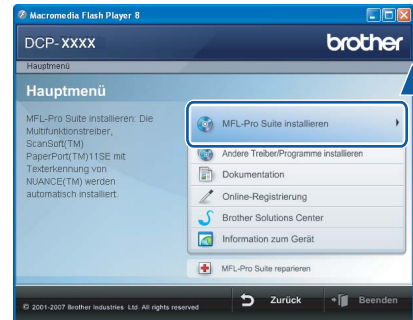 Macromedia Flash Player 8
DCP-XXXX
brother
Hauptmenü
Hauptmenü
MFL-Pro Suite installieren: Die
Multifunktionstreiber,
ScanSoft(TM)
PaperPort(TM)11SE mit
Texterkennung von
NUANCE(TM) werden
automatisch installiert.
MFL-Pro Suite installieren
Andere Treiber/Programme installieren
Dokumentation
Online-Registrierung
Brother Solutions Center
Information zum Gerät
MFL-Pro Suite reparieren
© 2001-2007 Brother Industries Ltd. All rights reserved
Zurück
Beenden